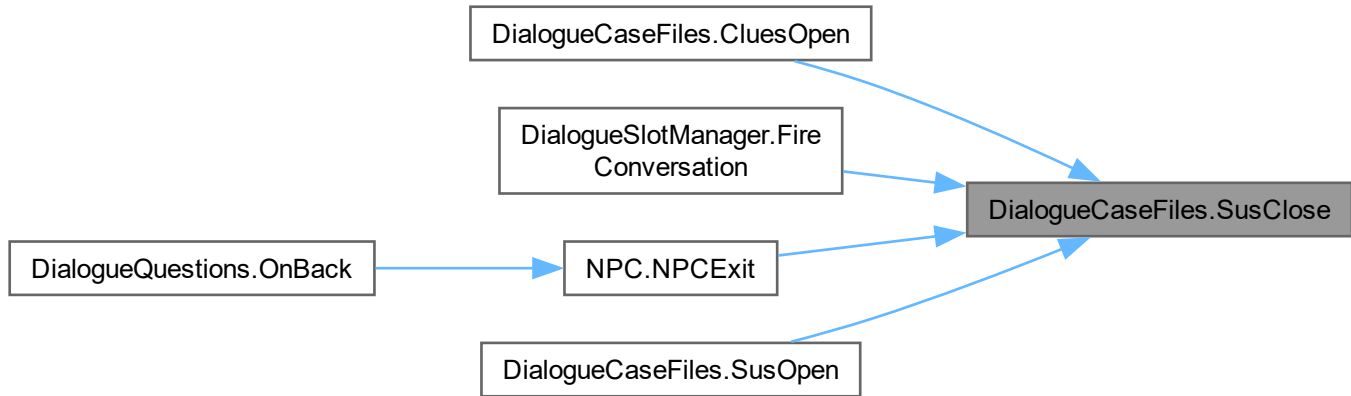 DialogueCaseFiles.CluesOpen
DialogueSlotManager.Fire
Conversation
DialogueCaseFiles.SusClose
DialogueQuestions.OnBack
NPC.NPCExit
DialogueCaseFiles.SusOpen